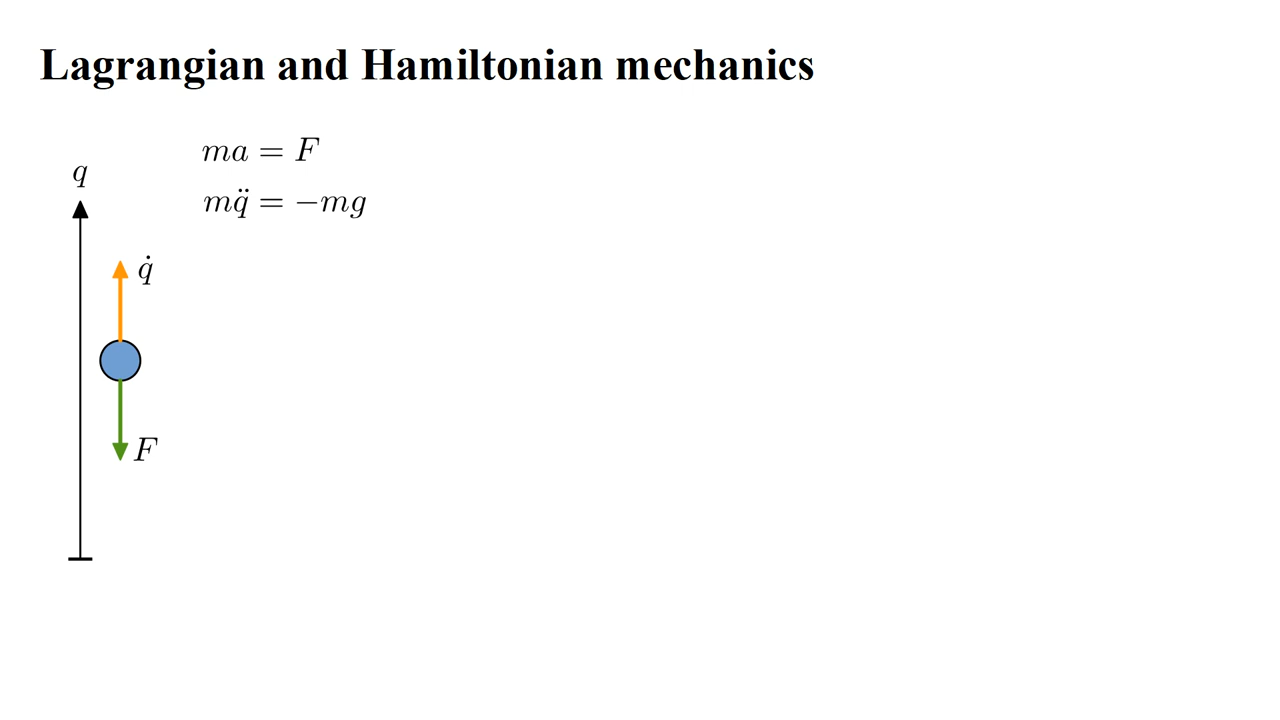 Lagrangian and Hamiltonian mechanics
ma = F
q
mq̈ = −mg
q̇
F